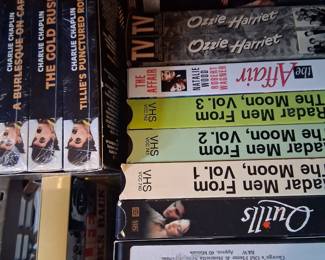 CHARLIE CHAPLIN
A BURLESQUE ON CAR
CHARLIE CHAPLIN
THE GOLD RUS
CHARLIE CHAPLIN
TILLIE'S PUNCTURED RO
TV
Ozzie Harriet
TV
Ozzie Harriet
THE AFFAIR
NATALIE WOOD
ROBERT WAGNER
The Affair
VHS
Radar Men From
The Moon, Vol. 3
VHS
Radar Men From
The Moon, Vol. 2
VHS
Radar Men From
The Moon, Vol. 1
Quills